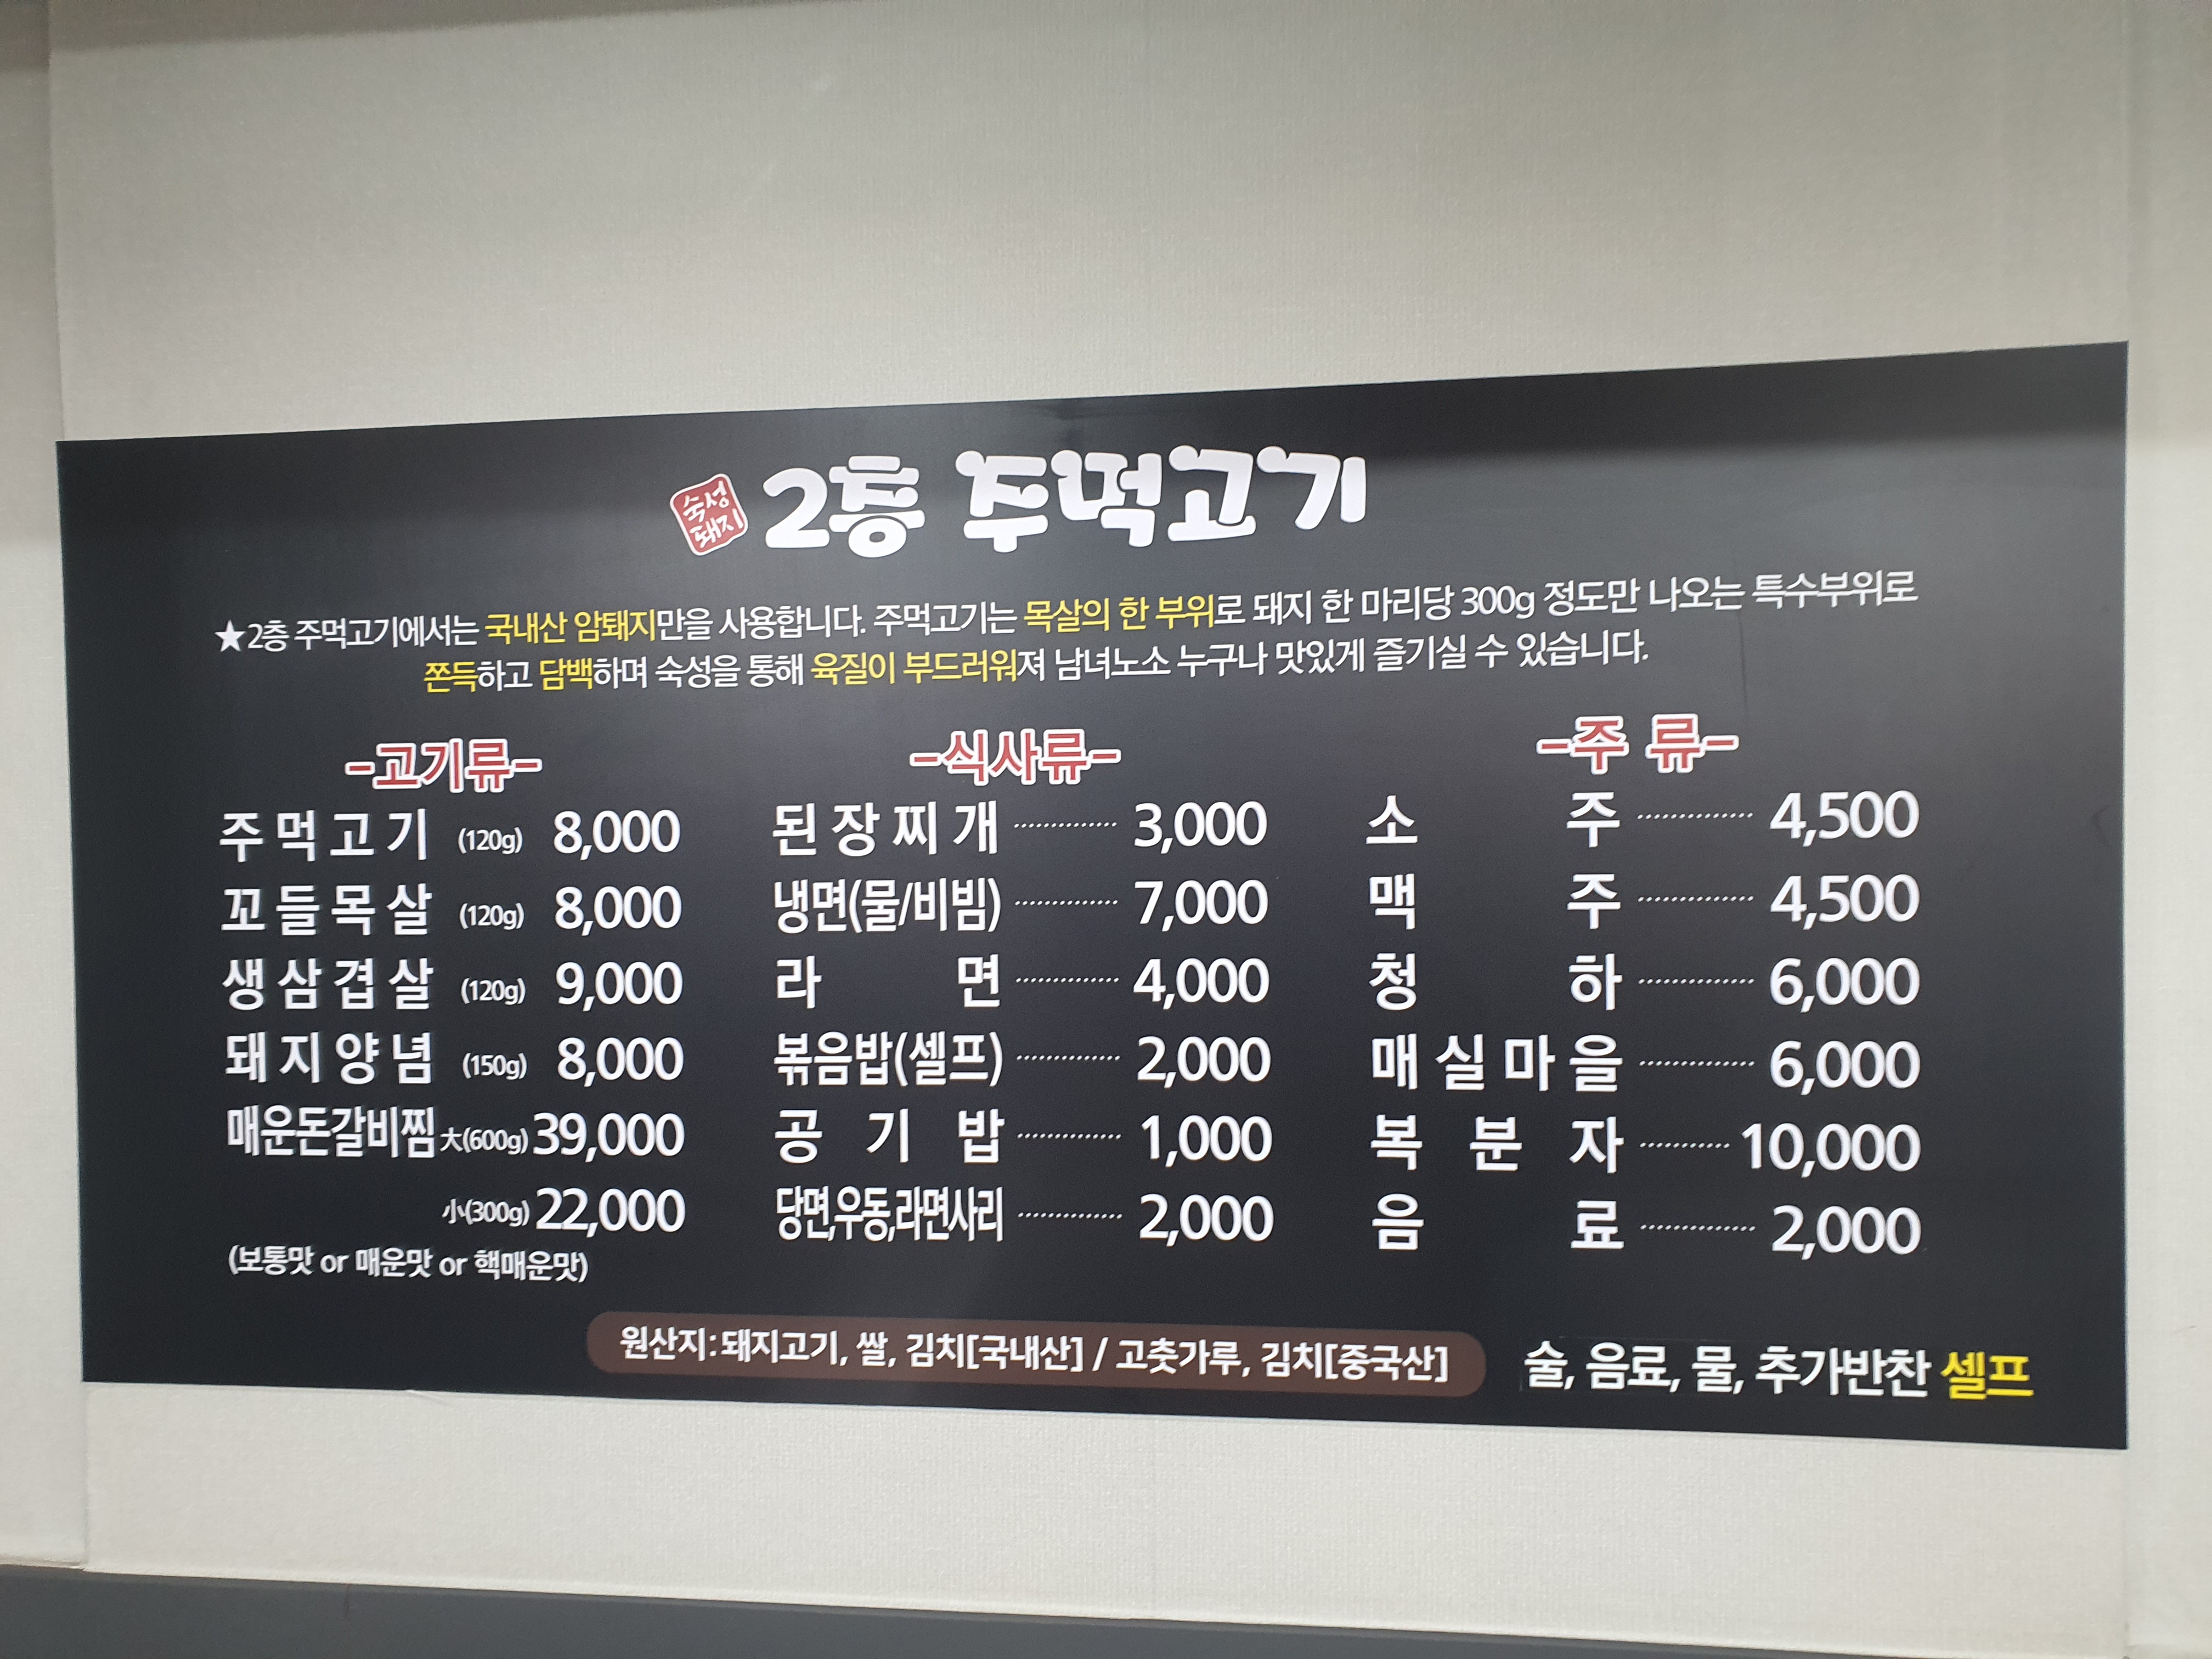 숙성
돼지
2층 주먹고기
★2층 주먹고기에서는 국내산 암퇘지만을 사용합니다. 주먹고기는 목살의 한 부위로 돼지 한 마리당 300g 정도만 나오는 특수부위로
쫀득하고 담백하며 숙성을 통해 육질이 부드러워져 남녀노소 누구나 맛있게 즐기실 수 있습니다.
-고기류-
주먹고기 (120g) 8,000
꼬들목살 (120g) 8,000
생삼겹살 (120g) 9,000
돼지양념 (150g) 8,000
매운돈갈비찜 大(600g) 39,000
小(300g) 22,000
(보통맛 or 매운맛 or 핵매운맛)
-식사류-
된장찌개 ---------- 3,000
냉면(물/비빔) ---------- 7,000
라면 ---------- 4,000
볶음밥(셀프) ---------- 2,000
공기밥 ---------- 1,000
당면,우동,라면사리 ---------- 2,000
-주 류-
소주 ---------- 4,500
맥주 ---------- 4,500
청하 ---------- 6,000
매실마을 ---------- 6,000
복분자 ---------- 10,000
음료 ---------- 2,000
원산지:돼지고기, 쌀, 김치[국내산] / 고춧가루, 김치[중국산]
술, 음료, 물, 추가반찬 셀프